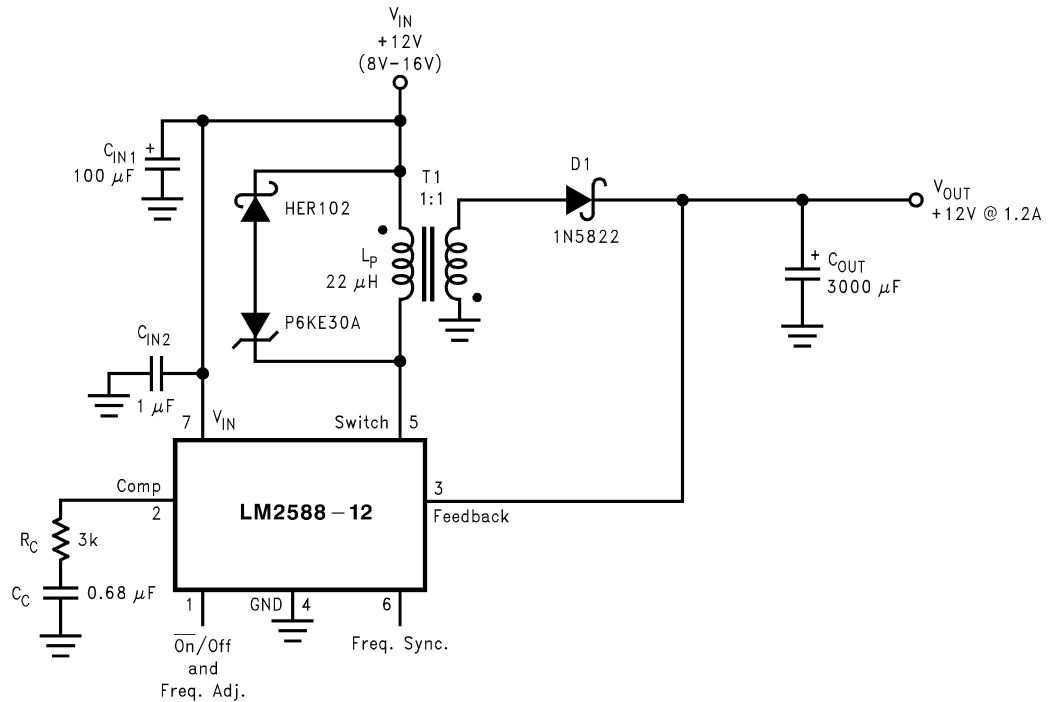 V_IN
+12V
(8V−16V)
C_IN1 +
100 μF
HER102
T1
1:1
D1
1N5822
V_OUT
+12V @ 1.2A
L_P
22 μH
+ C_OUT
3000 μF
P6KE30A
C_IN2
1 μF
7 V_IN
Switch 5
Comp
2
LM2588−12
3
Feedback
R_C 3k
C_C 0.68 μF
1 GND 4 6
O̅n̅/Off
and
Freq. Adj.
Freq. Sync.